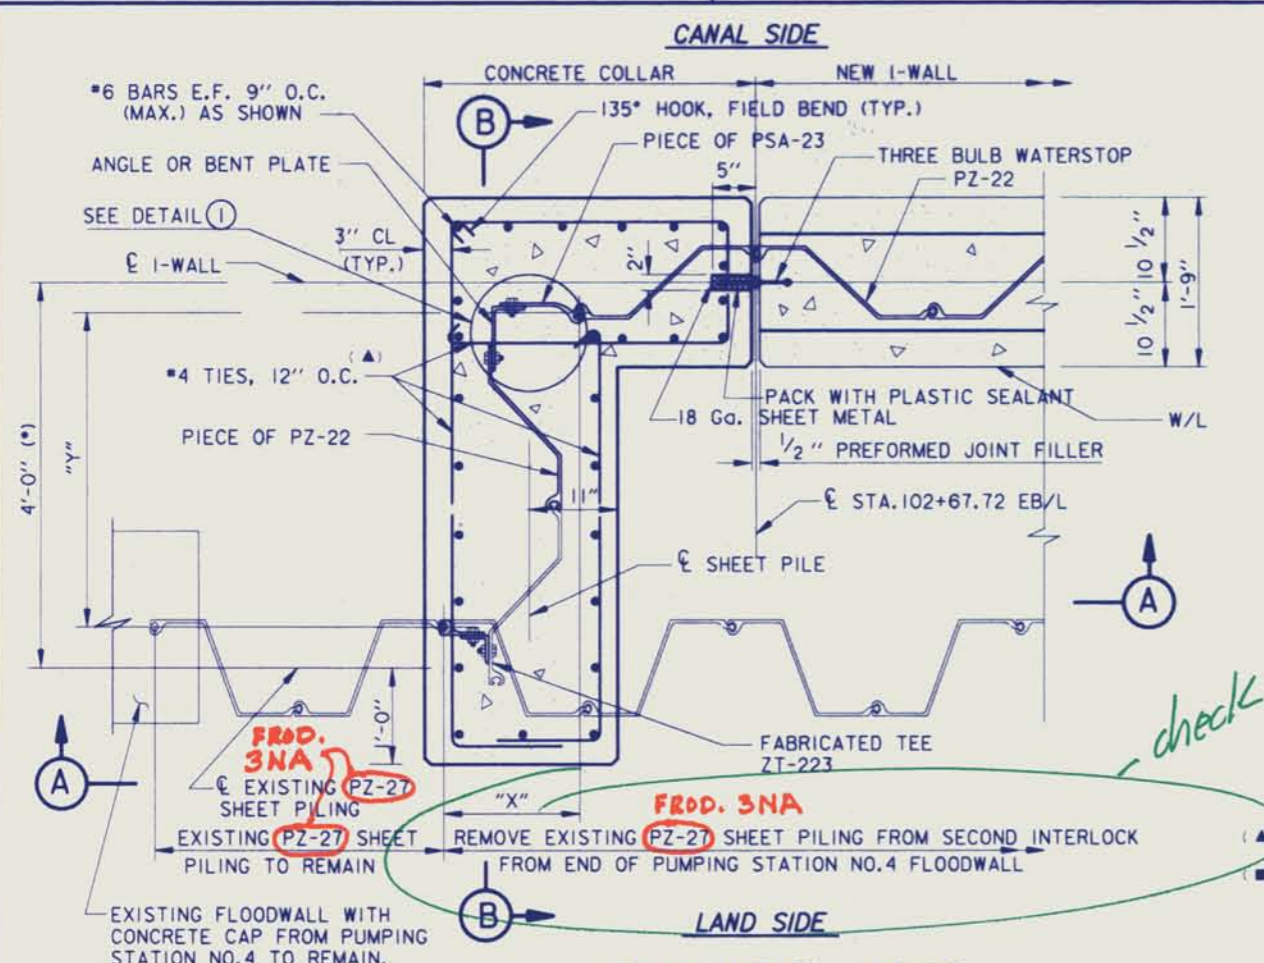 CANAL SIDE
CONCRETE COLLAR
NEW I-WALL
#6 BARS E.F. 9" O.C.
(MAX.) AS SHOWN
B
135° HOOK, FIELD BEND (TYP.)
PIECE OF PSA-23
ANGLE OR BENT PLATE
5"
THREE BULB WATERSTOP
PZ-22
SEE DETAIL 1
3" CL
(TYP.)
℄ I-WALL
2"
10 1/2"
10 1/2"
1'-9"
(▲)
#4 TIES, 12" O.C.
PACK WITH PLASTIC SEALANT
18 Ga. SHEET METAL
W/L
PIECE OF PZ-22
1/2" PREFORMED JOINT FILLER
4'-0" (*)
"Y"
11"
℄ STA.102+67.72 EB/L
℄ SHEET PILE
A
A
1'-0"
FROD.
3NA
FABRICATED TEE
ZT-223
check
℄ EXISTING PZ-27
SHEET PILING
"X"
FROD. 3NA
EXISTING PZ-27 SHEET
PILING TO REMAIN
REMOVE EXISTING PZ-27 SHEET PILING FROM SECOND INTERLOCK
FROM END OF PUMPING STATION NO.4 FLOODWALL
(▲
(■
B
LAND SIDE
EXISTING FLOODWALL WITH
CONCRETE CAP FROM PUMPING
STATION NO.4 TO REMAIN.